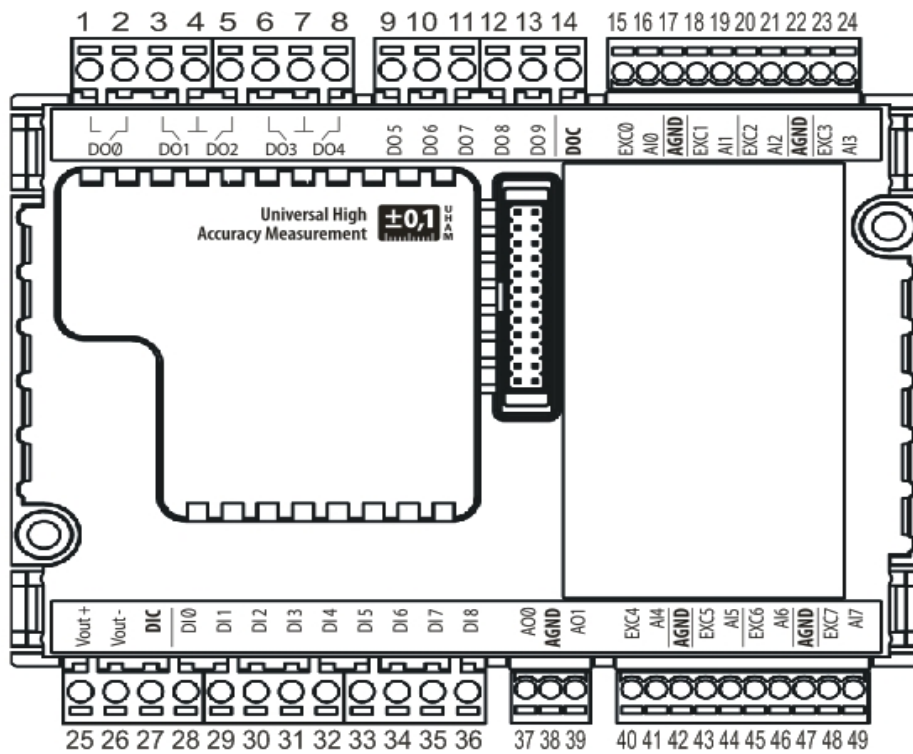 1 2 3 4 5 6 7 8 9 10 11 12 13 14 15 16 17 18 19 20 21 22 23 24
DO0 DO1 DO2 DO3 DO4 DO5 DO6 DO7 DO8 DO9 DOC EXC0 AI0 AGND EXC1 AI1 EXC2 AI2 AGND EXC3 AI3
Universal High
Accuracy Measurement
±0,1
UHAM
Vout + Vout - DIC DI0 DI1 DI2 DI3 DI4 DI5 DI6 DI7 DI8 AO0 AGND AO1 EXC4 AI4 AGND EXC5 AI5 EXC6 AI6 AGND EXC7 AI7
25 26 27 28 29 30 31 32 33 34 35 36 37 38 39 40 41 42 43 44 45 46 47 48 49